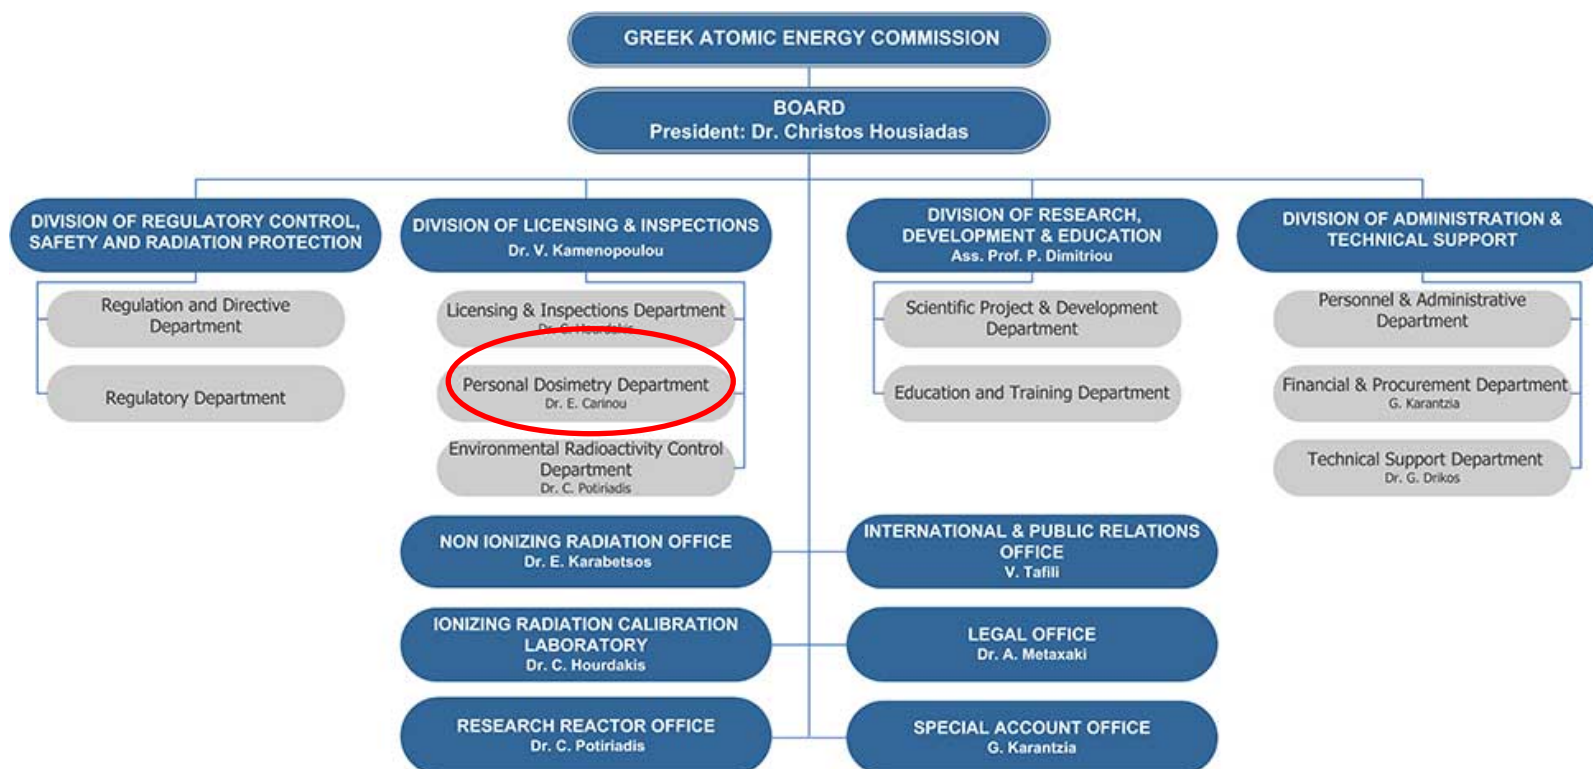 GREEK ATOMIC ENERGY COMMISSION
BOARD
President: Dr. Christos Housiadas
DIVISION OF REGULATORY CONTROL,
SAFETY AND RADIATION PROTECTION
Regulation and Directive
Department
Regulatory Department
DIVISION OF LICENSING & INSPECTIONS
Dr. V. Kamenopoulou
Licensing & Inspections Department
Dr. C. Hourdakis
Personal Dosimetry Department
Dr. E. Carinou
Environmental Radioactivity Control
Department
Dr. C. Potiriadis
DIVISION OF RESEARCH,
DEVELOPMENT & EDUCATION
Ass. Prof. P. Dimitriou
Scientific Project & Development
Department
Education and Training Department
DIVISION OF ADMINISTRATION &
TECHNICAL SUPPORT
Personnel & Administrative
Department
Financial & Procurement Department
G. Karantzia
Technical Support Department
Dr. G. Drikos
NON IONIZING RADIATION OFFICE
Dr. E. Karabetsos
INTERNATIONAL & PUBLIC RELATIONS
OFFICE
V. Tafili
IONIZING RADIATION CALIBRATION
LABORATORY
Dr. C. Hourdakis
LEGAL OFFICE
Dr. A. Metaxaki
RESEARCH REACTOR OFFICE
Dr. C. Potiriadis
SPECIAL ACCOUNT OFFICE
G. Karantzia